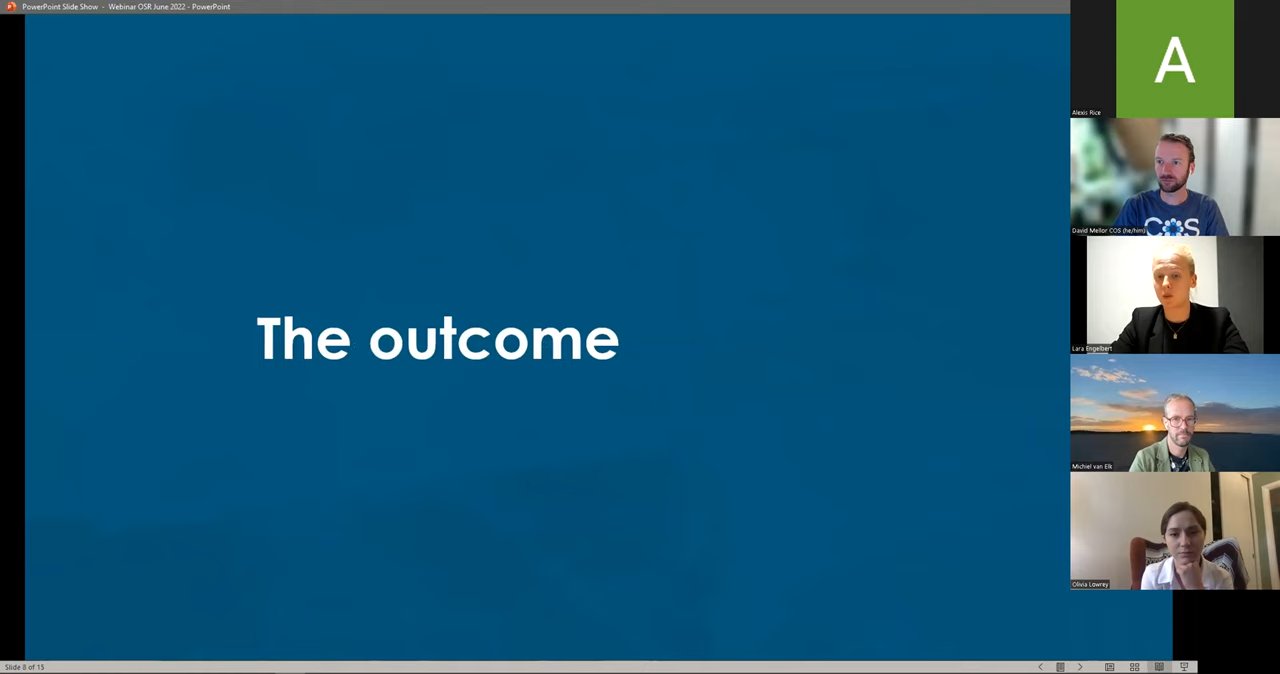 PowerPoint Slide Show - Webinar OSR June 2022 - PowerPoint
The outcome
A
Alexis Rice
COS
David Mellor COS (he/him)
Lara Engelbert
Michiel van Elk
Olivia Lowrey
Slide 8 of 15